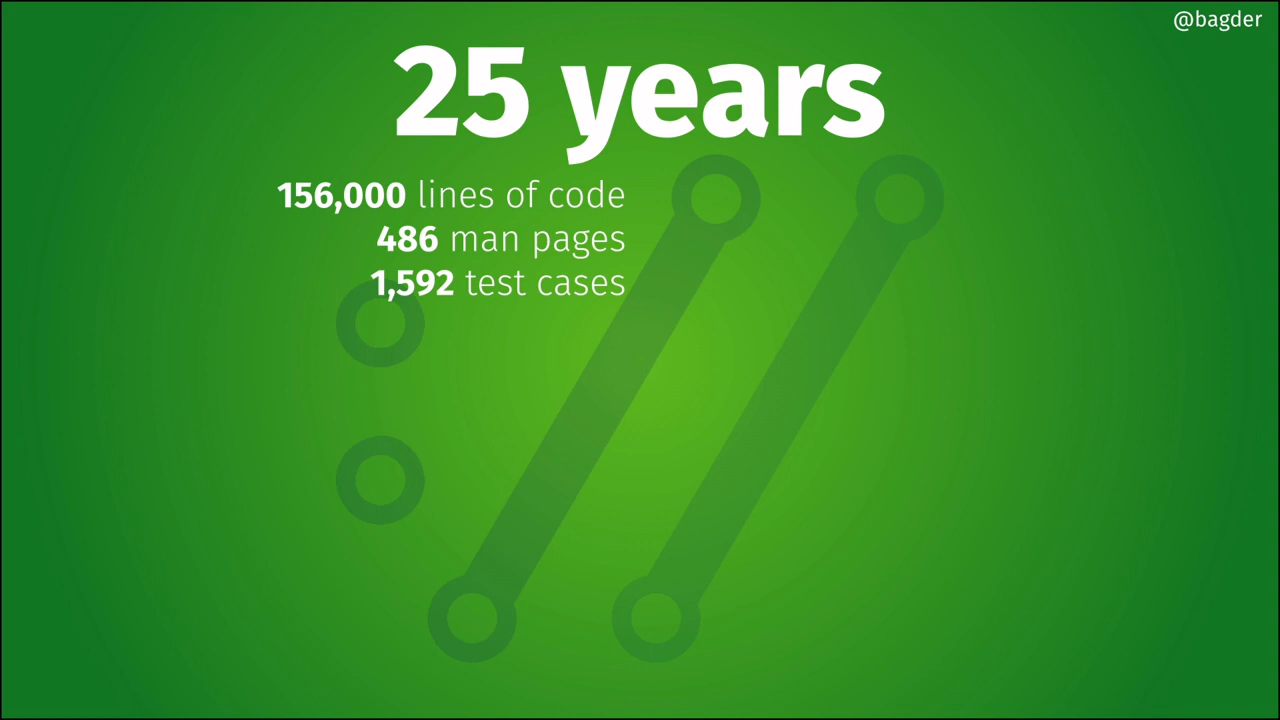 @bagder
25 years
156,000 lines of code
486 man pages
1,592 test cases